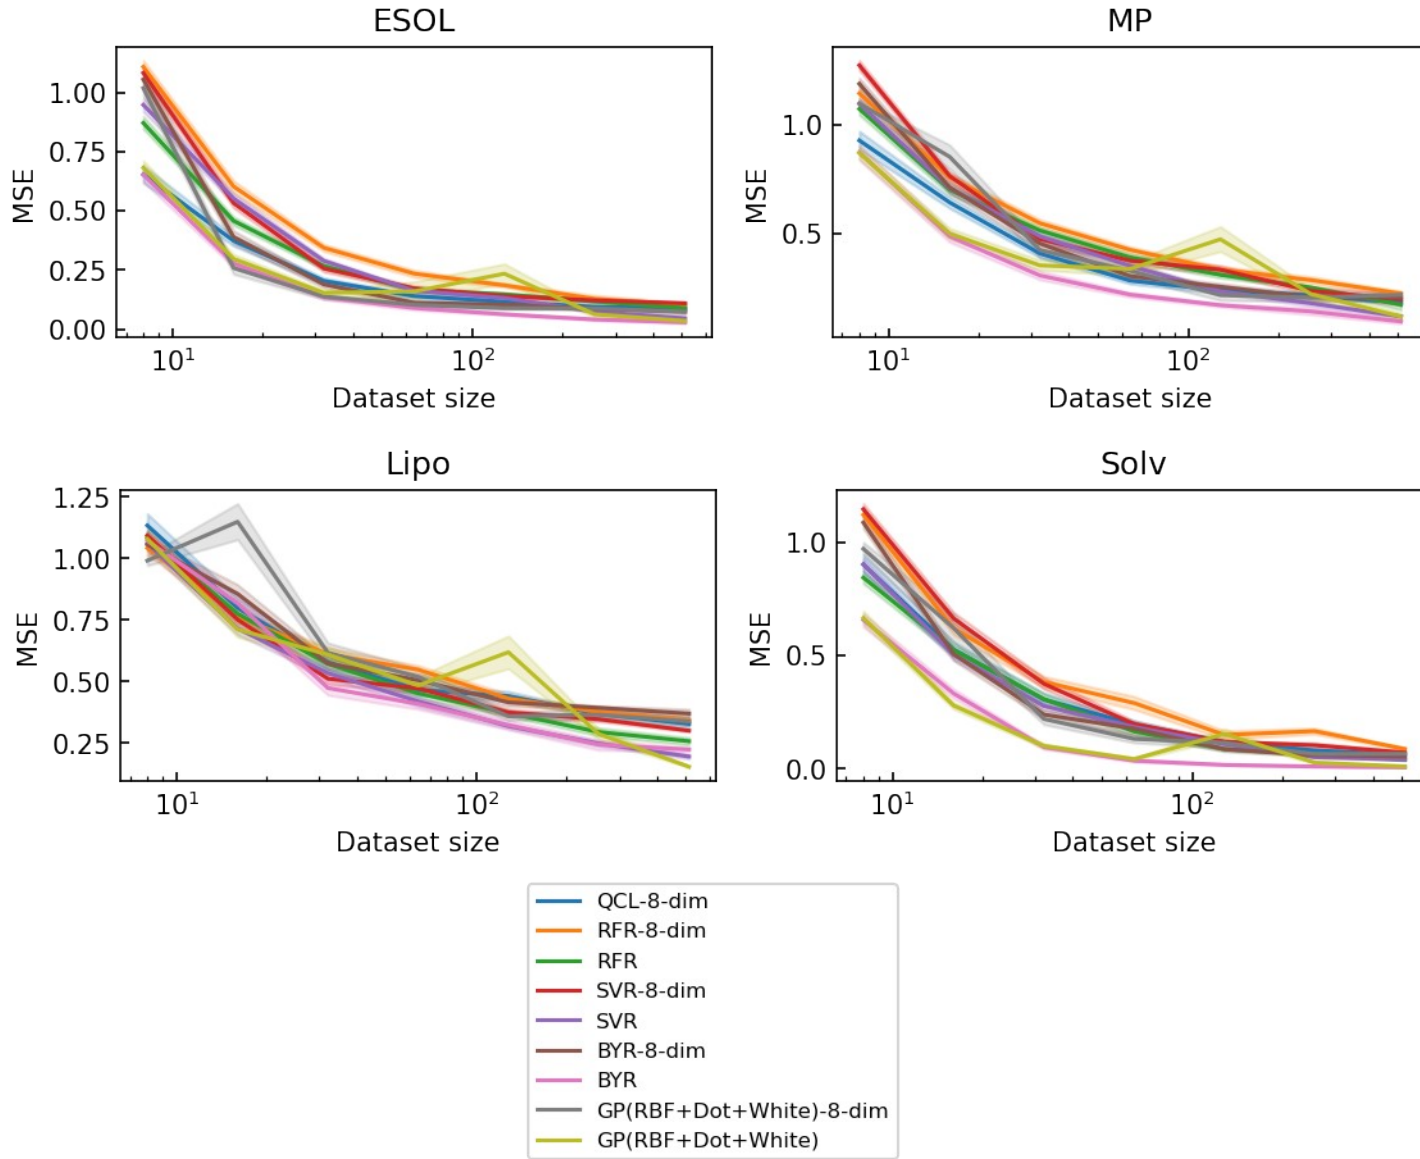 ESOL
MP
1.00
0.75
0.50
0.25
0.00
MSE
10¹
10²
Dataset size
1.0
0.5
MSE
10¹
10²
Dataset size
Lipo
Solv
1.25
1.00
0.75
0.50
0.25
MSE
10¹
10²
Dataset size
1.0
0.5
0.0
MSE
10¹
10²
Dataset size
QCL-8-dim
RFR-8-dim
RFR
SVR-8-dim
SVR
BYR-8-dim
BYR
GP(RBF+Dot+White)-8-dim
GP(RBF+Dot+White)